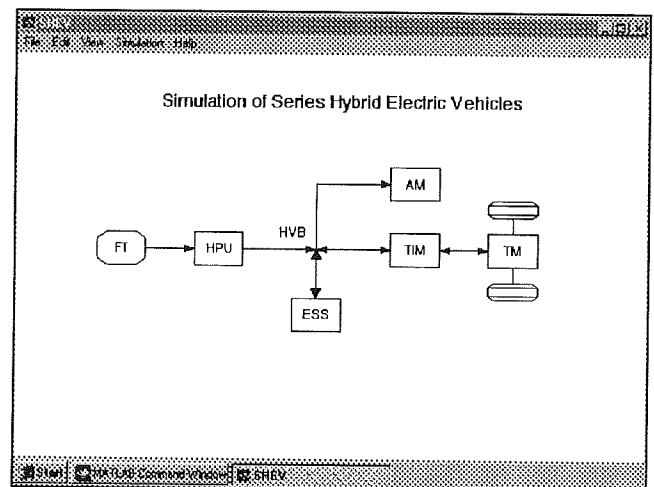 File Edit View Simulation Help
Simulation of Series Hybrid Electric Vehicles
AM
HVB
FT
HPU
TIM
TM
ESS
Start MATLAB Command Window SHEV